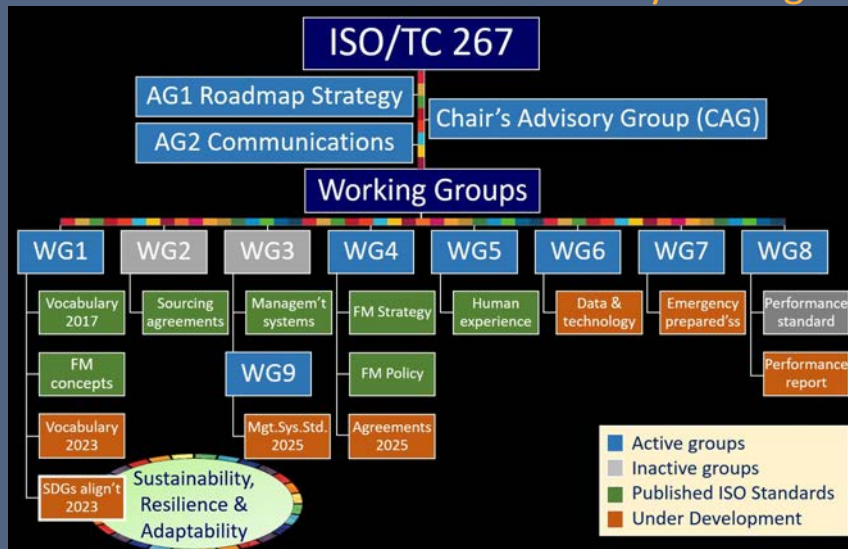 ISO/TC 267
AG1 Roadmap Strategy
Chair's Advisory Group (CAG)
AG2 Communications
Working Groups
WG1
WG2
WG3
WG4
WG5
WG6
WG7
WG8
Vocabulary
2017
Sourcing
agreements
Managem't
systems
FM Strategy
Human
experience
Data &
technology
Emergency
prepared'ss
Performance
standard
FM
concepts
WG9
FM Policy
Performance
report
Vocabulary
2023
Mgt.Sys.Std.
2025
Agreements
2025
SDGs align't
2023
Sustainability,
Resilience &
Adaptability
Active groups
Inactive groups
Published ISO Standards
Under Development